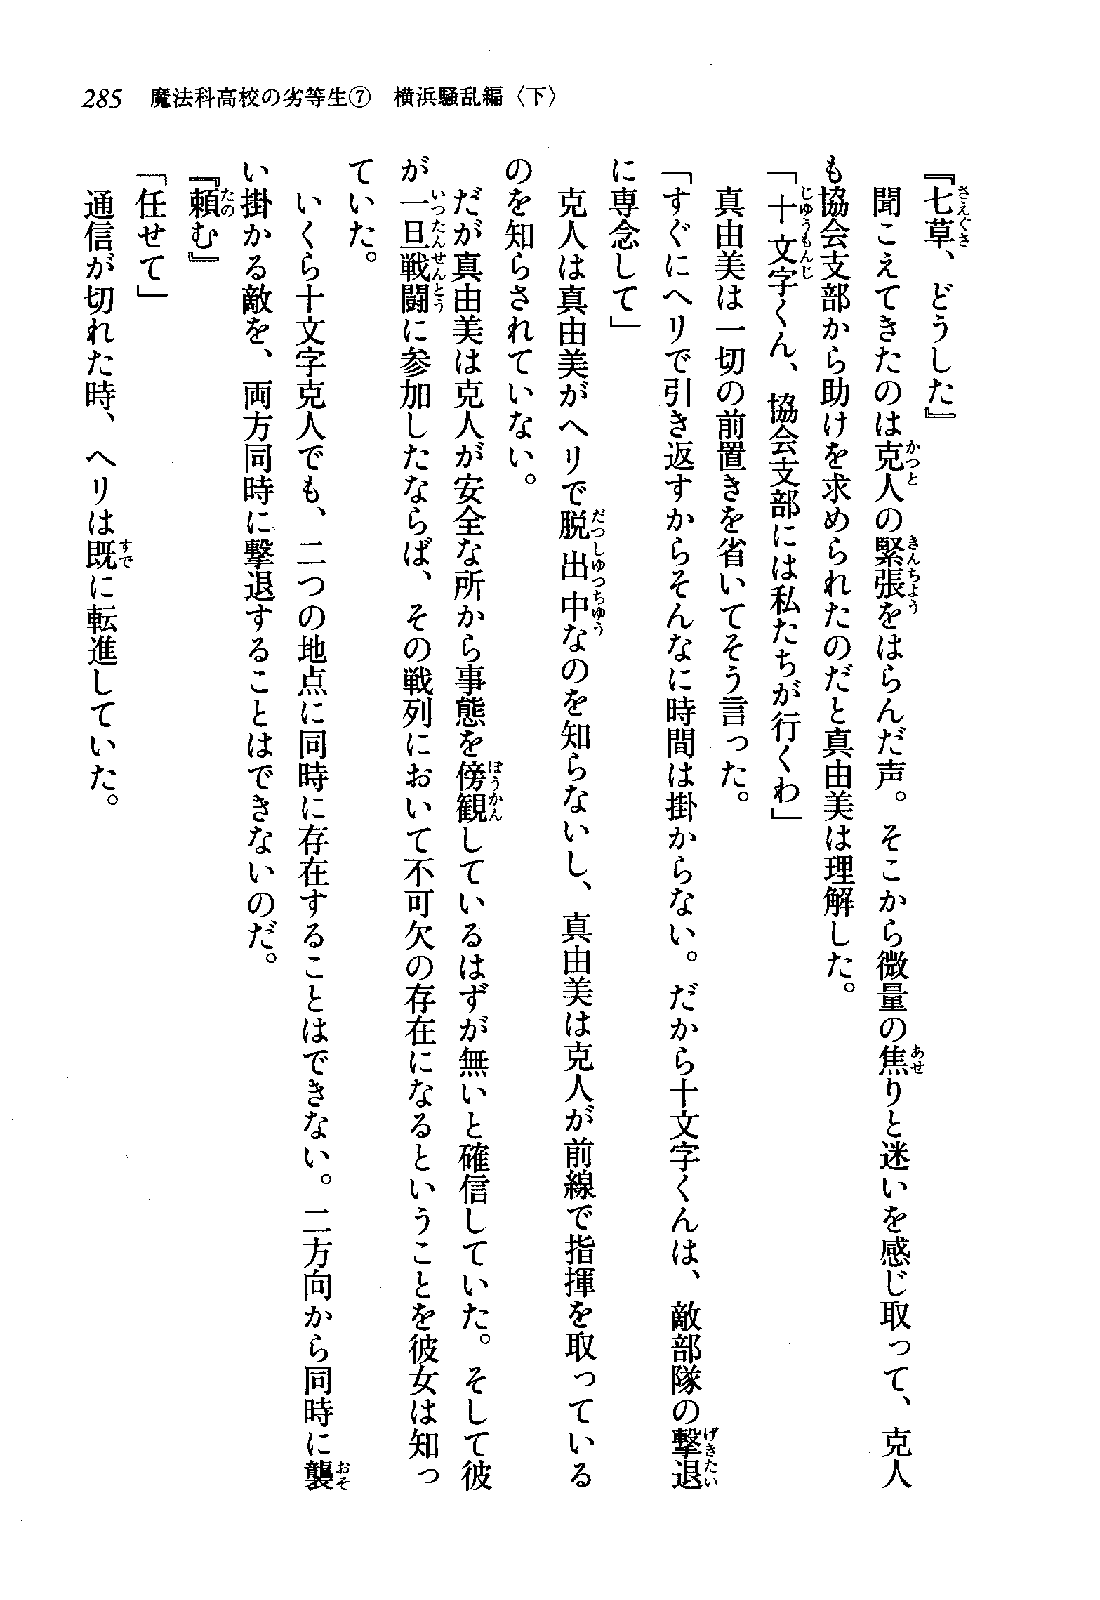 285 魔法科高校の劣等生⑦ 横浜騒乱編〈下〉
『七草、どうした』
聞こえてきたのは克人の緊張をはらんだ声。そこから微量の焦りと迷いを感じ取って、克人
も協会支部から助けを求められたのだと真由美は理解した。
「十文字くん、協会支部には私たちが行くわ」
真由美は一切の前置きを省いてそう言った。
「すぐにヘリで引き返すからそんなに時間は掛からない。だから十文字くんは、敵部隊の撃退
に専念して」
克人は真由美がヘリで脱出中なのを知らないし、真由美は克人が前線で指揮を取っている
のを知らされていない。
だが真由美は克人が安全な所から事態を傍観しているはずが無いと確信していた。そして彼
が一旦戦闘に参加したならば、その戦列において不可欠の存在になるということを彼女は知っ
ていた。
いくら十文字克人でも、二つの地点に同時に存在することはできない。二方向から同時に襲
い掛かる敵を、両方同時に撃退することはできないのだ。
『頼む』
「任せて」
通信が切れた時、ヘリは既に転進していた。